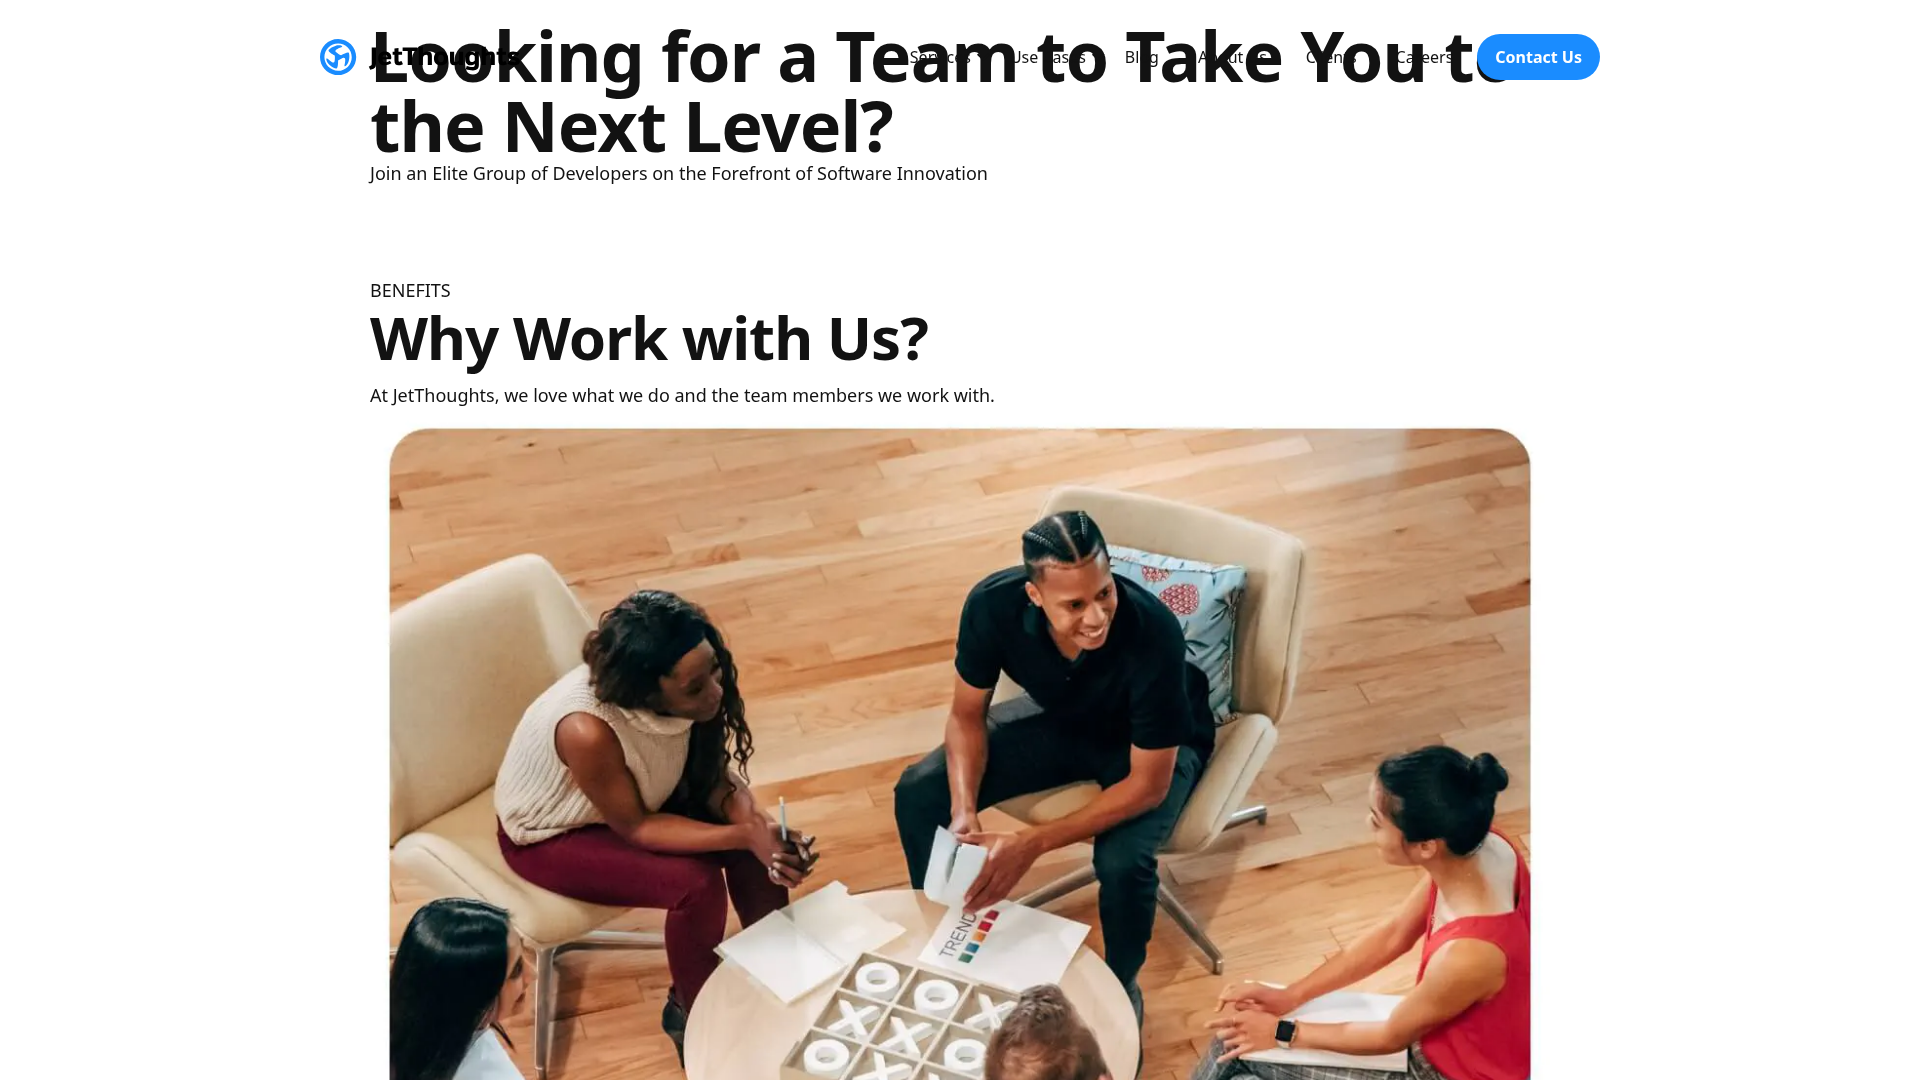 JetThoughts
Services
Use Cases
Blog
About Us
Clients
Careers
Contact Us
Looking for a Team to Take You to
the Next Level?
Join an Elite Group of Developers on the Forefront of Software Innovation
BENEFITS
Why Work with Us?
At JetThoughts, we love what we do and the team members we work with.
TREND
O O X
X X
O X O